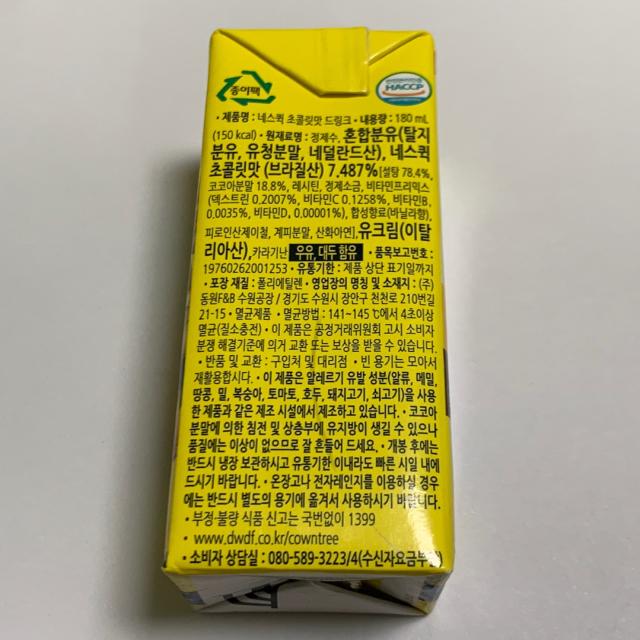 종이팩
HACCP
• 제품명 : 네스퀵 초콜릿맛 드링크 • 내용량 : 180 mL
(150 kcal) • 원재료명 : 정제수, 혼합분유(탈지
분유, 유청분말, 네덜란드산), 네스퀵
초콜릿맛 (브라질산) 7.487%[설탕 78.4%,
코코아분말 18.8%, 레시틴, 정제소금, 비타민프리믹스
(덱스트린 0.2007%, 비타민C 0.1258%, 비타민B,
0.0035%, 비타민D, 0.00001%), 합성향료(바닐라향),
피로인산제이철, 계피분말, 산화아연], 유크림(이탈
리아산), 카라기난 우유, 대두 함유 • 품목보고번호 :
19760262001253 • 유통기한 : 제품 상단 표기일까지
• 포장 재질 : 폴리에틸렌 • 영업장의 명칭 및 소재지 : (주)
동원F&B 수원공장 / 경기도 수원시 장안구 천천로 210번길
21-15 • 멸균제품 • 멸균방법 : 141~145 ℃에서 4초이상
멸균(질소충전) • 이 제품은 공정거래위원회 고시 소비자
분쟁 해결기준에 의거 교환 또는 보상을 받을 수 있습니다.
• 반품 및 교환 : 구입처 및 대리점 • 빈 용기는 모아서
재활용합시다. • 이 제품은 알레르기 유발 성분(알류, 메밀,
땅콩, 밀, 복숭아, 토마토, 호두, 돼지고기, 쇠고기)을 사용
한 제품과 같은 제조 시설에서 제조하고 있습니다. • 코코아
분말에 의한 침전 및 상층부에 유지방이 생길 수 있으나
품질에는 이상이 없으므로 잘 흔들어 드세요. • 개봉 후에는
반드시 냉장 보관하시고 유통기한 이내라도 빠른 시일 내에
드시기 바랍니다. • 온장고나 전자레인지를 이용하실 경우
에는 반드시 별도의 용기에 옮겨서 사용하시기 바랍니다.
• 부정·불량 식품 신고는 국번없이 1399
• www.dwdf.co.kr/cowntree
• 소비자 상담실 : 080-589-3223/4(수신자요금부담)